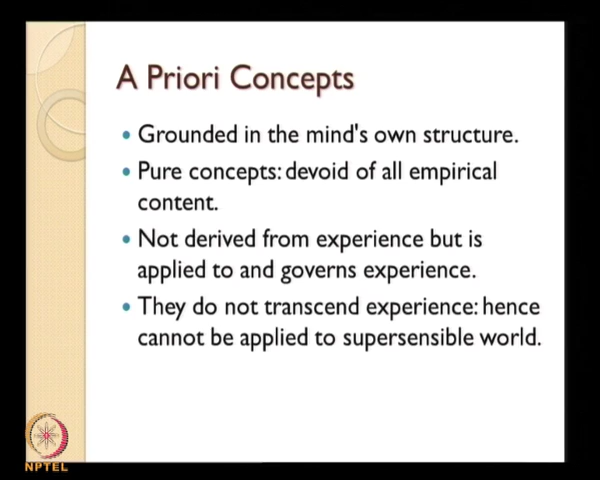 A Priori Concepts
Grounded in the mind's own structure.
Pure concepts: devoid of all empirical
content.
Not derived from experience but is
applied to and governs experience.
They do not transcend experience: hence
cannot be applied to supersensible world.
NPTEL